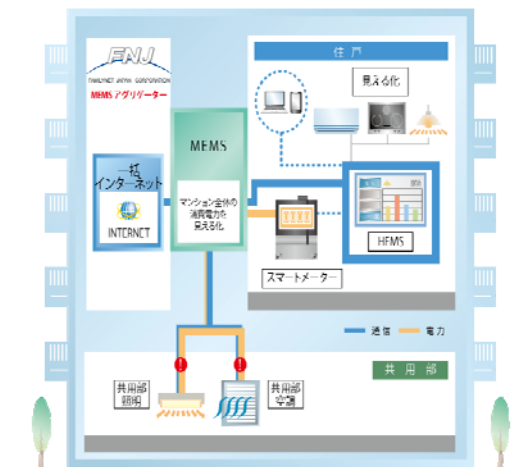 FNJ
FAMILYNET JAPAN CORPORATION
MEMSアグリゲーター
住戸
見える化
MEMS
マンション全体の
消費電力を
見える化
一括
インターネット
INTERNET
HEMS
スマートメーター
通信
電力
共用部
共用部
照明
共用部
空調